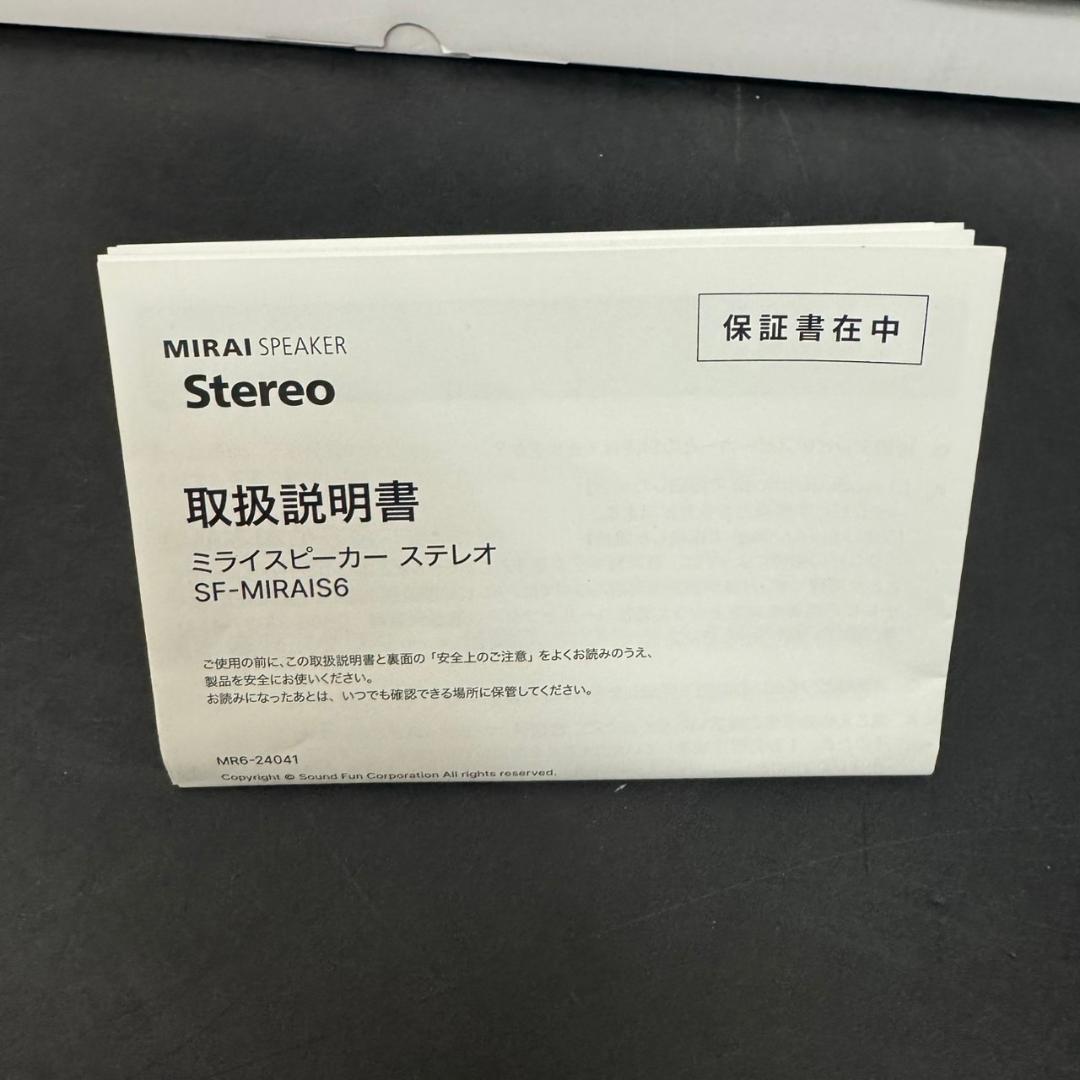 MIRAI SPEAKER
Stereo
保証書在中
取扱説明書
ミライスピーカー ステレオ
SF-MIRAIS6
ご使用の前に、この取扱説明書と裏面の「安全上のご注意」をよくお読みのうえ、
製品を安全にお使いください。
お読みになったあとは、いつでも確認できる場所に保管してください。
MR6-24041
Copyright © Sound Fun Corporation All rights reserved.